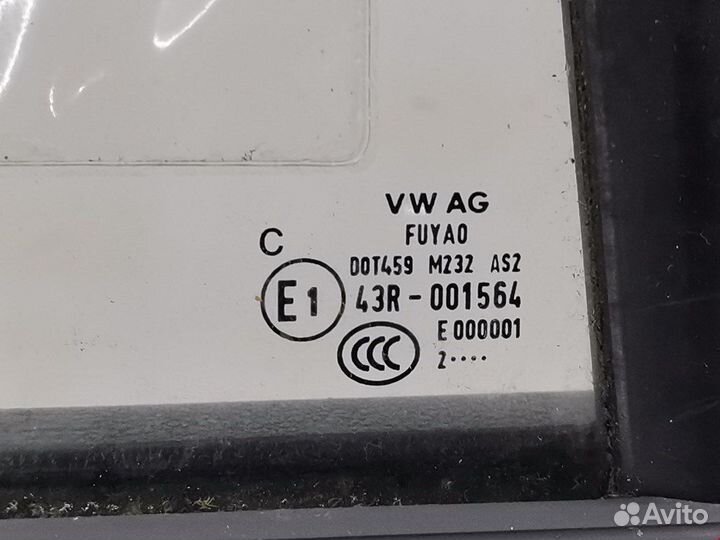 VW AG
C FUYAO
DOT459 M232 AS2
E1 43R-001564
E 000001
CCC 2····
Avito